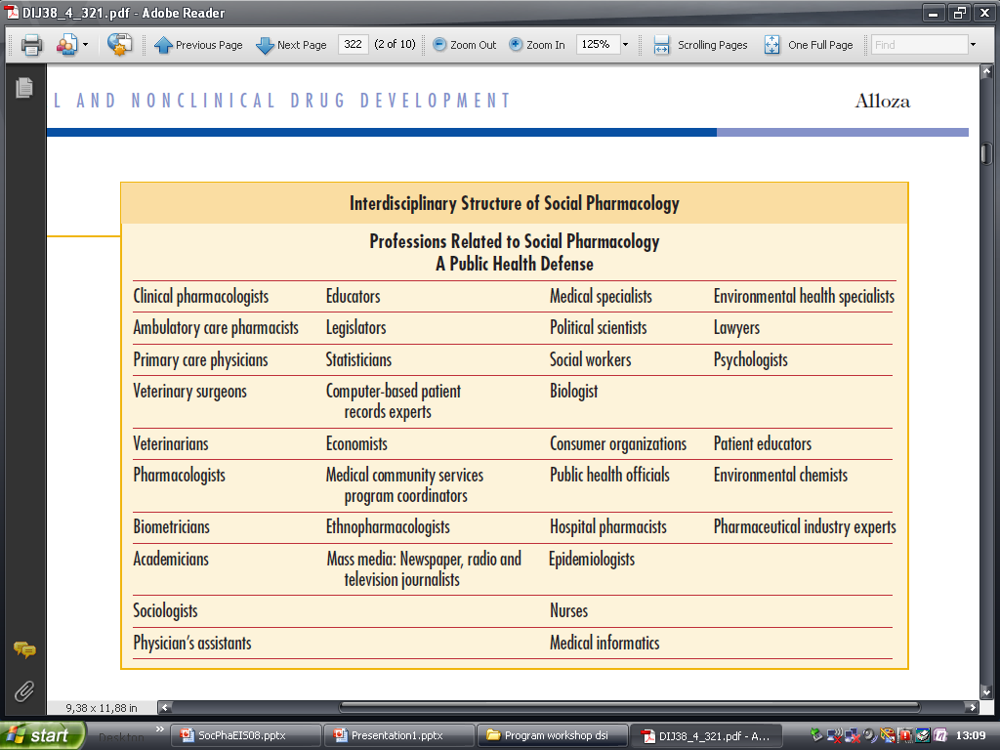 DIJ38_4_321.pdf - Adobe Reader
Previous Page Next Page 322 (2 of 10) Zoom Out Zoom In 125% Scrolling Pages One Full Page Find
L AND NONCLINICAL DRUG DEVELOPMENT Alloza
Interdisciplinary Structure of Social Pharmacology
Professions Related to Social Pharmacology
A Public Health Defense
Clinical pharmacologists Educators Medical specialists Environmental health specialists
Ambulatory care pharmacists Legislators Political scientists Lawyers
Primary care physicians Statisticians Social workers Psychologists
Veterinary surgeons Computer-based patient Biologist
records experts
Veterinarians Economists Consumer organizations Patient educators
Pharmacologists Medical community services Public health officials Environmental chemists
program coordinators
Biometricians Ethnopharmacologists Hospital pharmacists Pharmaceutical industry experts
Academicians Mass media: Newspaper, radio and Epidemiologists
television journalists
Sociologists Nurses
Physician's assistants Medical informatics
9,38 x 11,88 in
start Desktop » SocPhaEIS08.pptx Presentation1.pptx Program workshop dsi DIJ38_4_321.pdf - A... 13:09